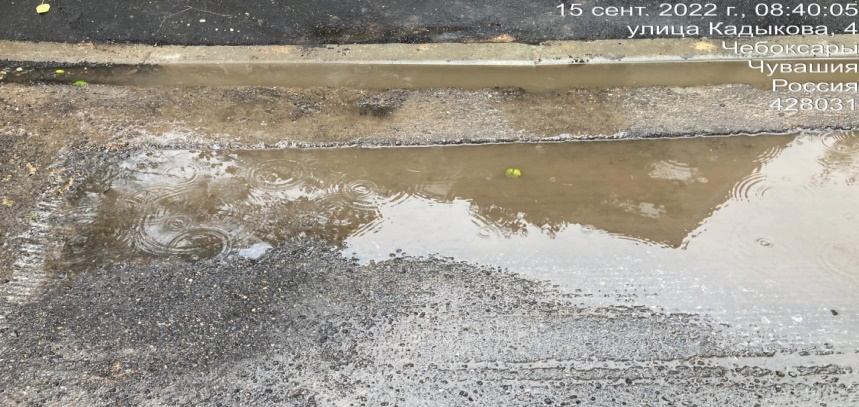 15 сент. 2022 г., 08:40:05
улица Кадыкова, 4
Чебоксары
Чувашия
Россия
428031